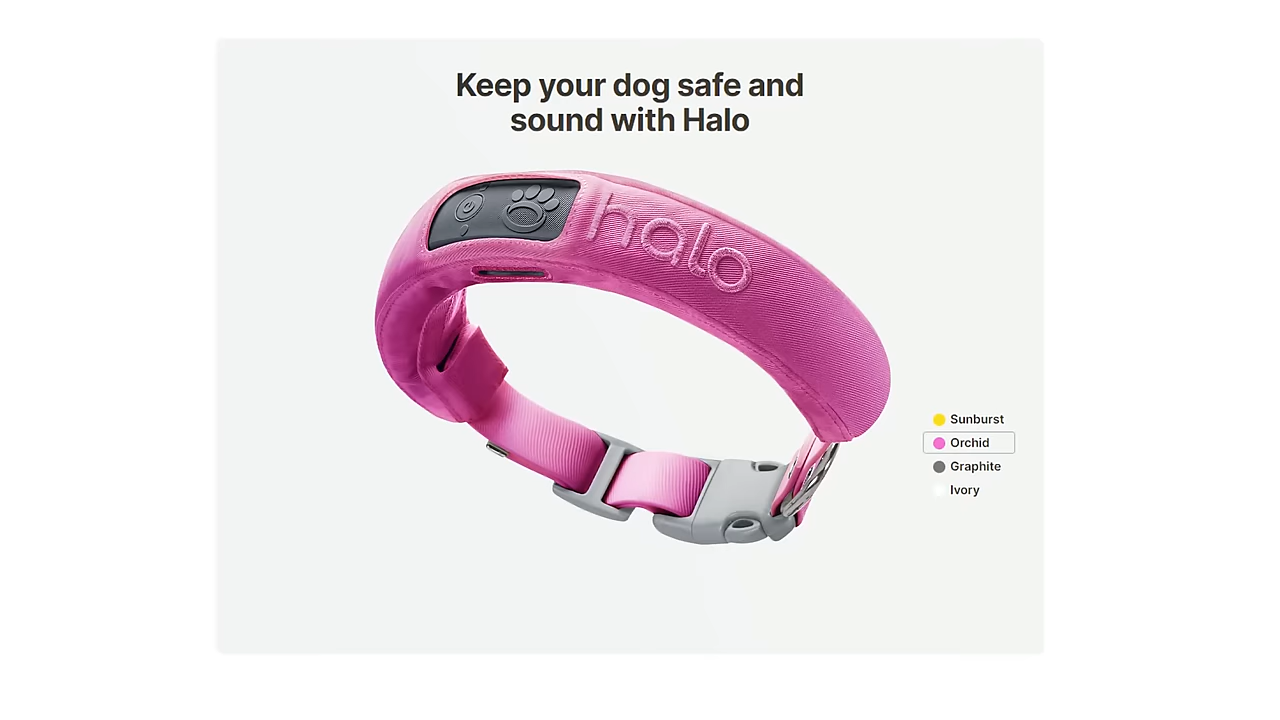 Keep your dog safe and
sound with Halo
halo
Sunburst
Orchid
Graphite
Ivory